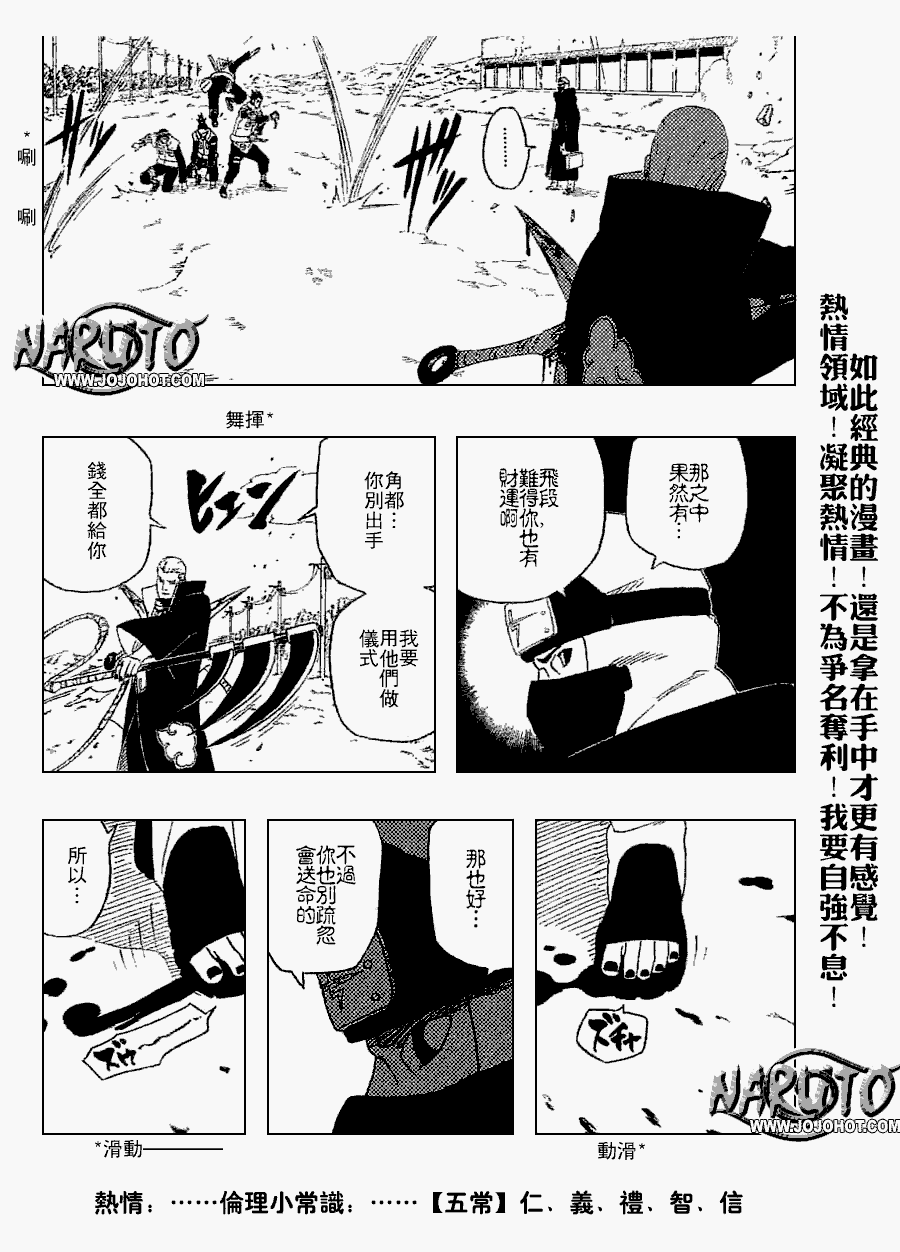 *唰 唰
………
NARUTO
WWW.JOJOHOT.COM
舞揮*
那之中
果然有…
飛段,
難得你也有
財運啊
角都…
你別出手
我要
用他們做
儀式
ヒュンッ
錢全都給你
那也好…
不過
你也別疏忽
會送命的
所以…
ズチャ
ズゥ
動滑*
*滑動————
NARUTO
WWW.JOJOHOT.COM
如此經典的漫畫！還是拿在手中才更有感覺！
熱情領域！凝聚熱情！不為爭名奪利！我要自強不息！
熱情：……倫理小常識：……【五常】仁、義、禮、智、信